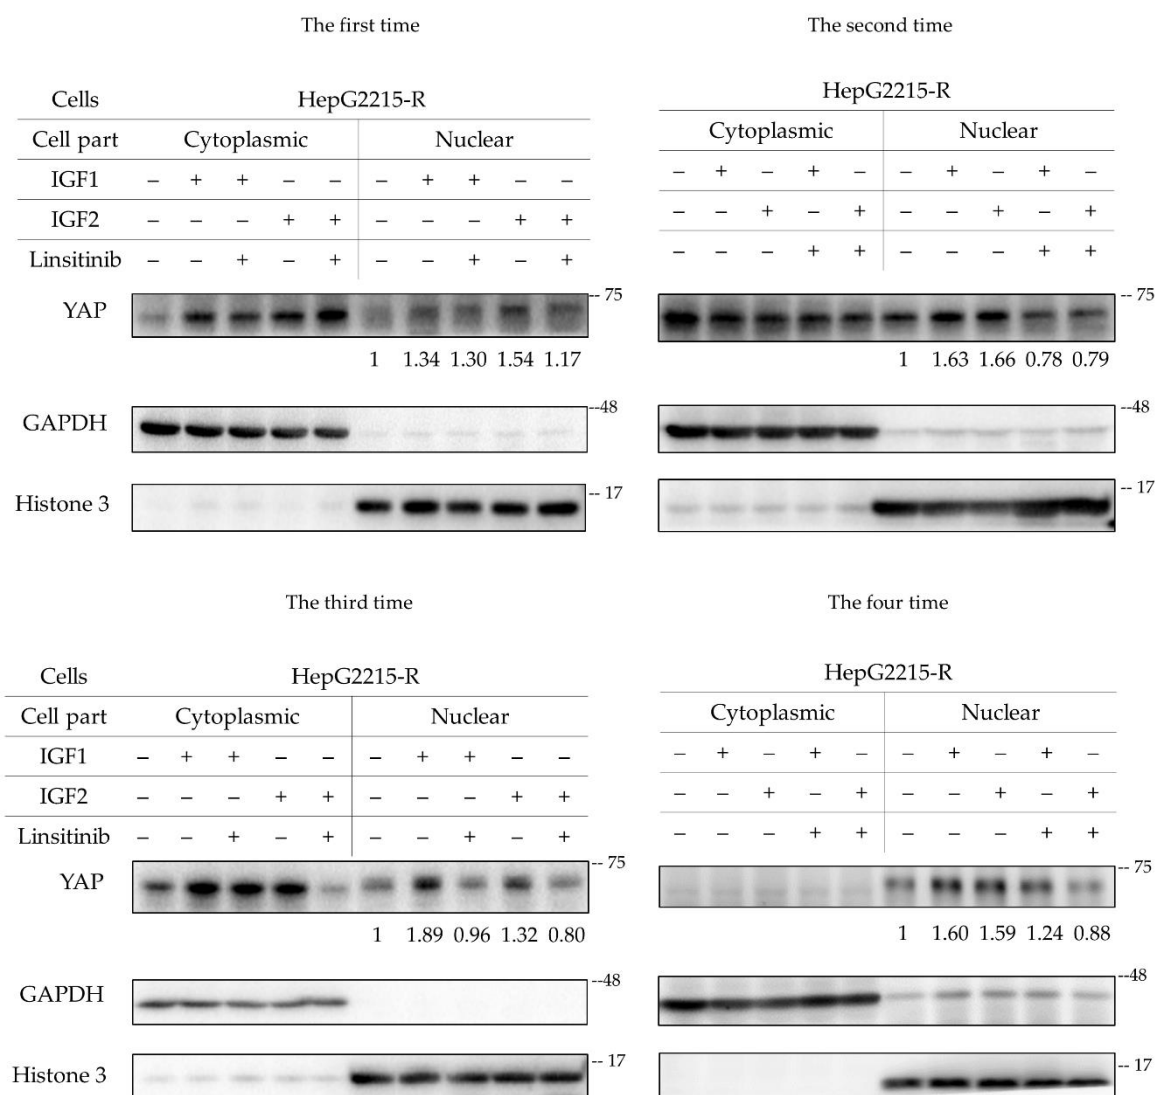 The first time
Cells HepG2215-R
Cell part Cytoplasmic Nuclear
IGF1 – + + – – – + + – –
IGF2 – – – + + – – – + +
Linsitinib – – + – + – – + – +
YAP -- 75
1 1.34 1.30 1.54 1.17
GAPDH --48
Histone 3 -- 17
The second time
HepG2215-R
Cytoplasmic Nuclear
– + – + – – + – + –
– – + – + – – + – +
– – – + + – – – + +
-- 75
1 1.63 1.66 0.78 0.79
--48
-- 17
The third time
Cells HepG2215-R
Cell part Cytoplasmic Nuclear
IGF1 – + + – – – + + – –
IGF2 – – – + + – – – + +
Linsitinib – – + – + – – + – +
YAP -- 75
1 1.89 0.96 1.32 0.80
GAPDH --48
Histone 3 -- 17
The four time
HepG2215-R
Cytoplasmic Nuclear
– + – + – – + – + –
– – + – + – – + – +
– – – + + – – – + +
-- 75
1 1.60 1.59 1.24 0.88
--48
-- 17